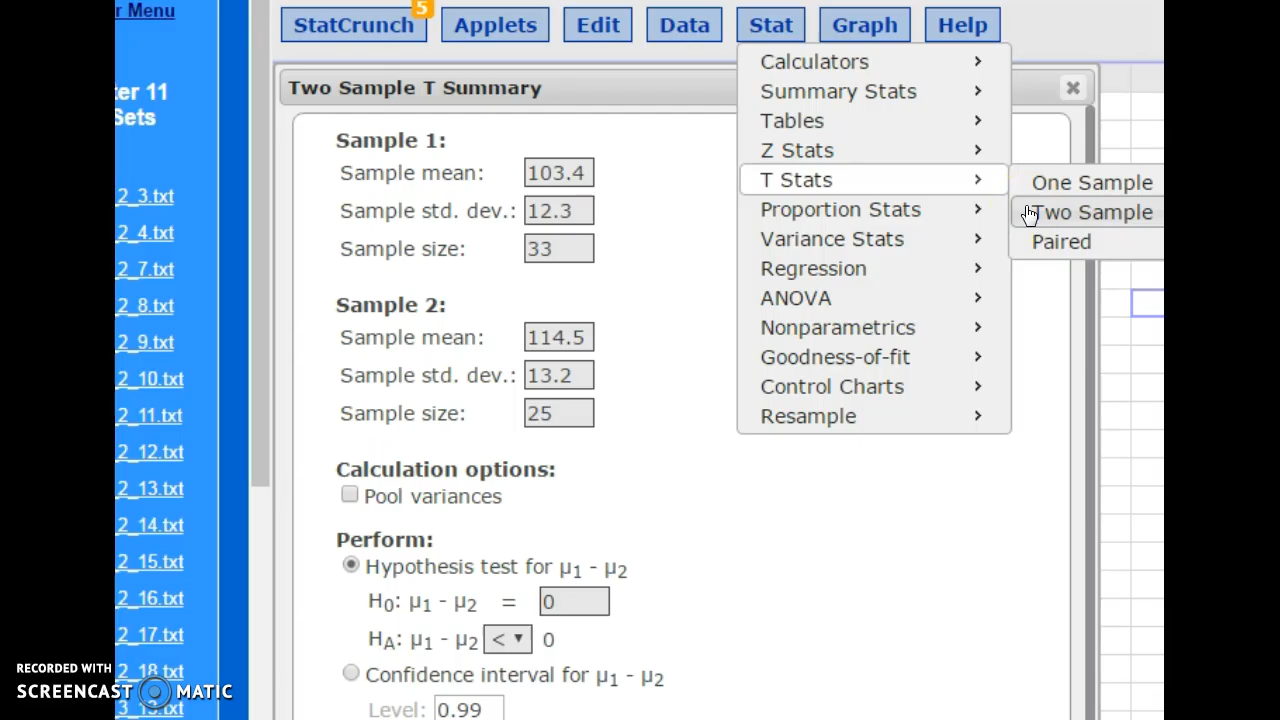 r Menu
er 11
Sets
2_3.txt
2_4.txt
2_7.txt
2_8.txt
2_9.txt
2_10.txt
2_11.txt
2_12.txt
2_13.txt
2_14.txt
2_15.txt
2_16.txt
2_17.txt
2_18.txt
3_15.txt
StatCrunch 5 Applets Edit Data Stat Graph Help
Two Sample T Summary
Sample 1:
Sample mean: 103.4
Sample std. dev.: 12.3
Sample size: 33
Sample 2:
Sample mean: 114.5
Sample std. dev.: 13.2
Sample size: 25
Calculation options:
Pool variances
Perform:
Hypothesis test for μ1 - μ2
H0: μ1 - μ2 = 0
HA: μ1 - μ2 < 0
Confidence interval for μ1 - μ2
Level: 0.99
Calculators
Summary Stats
Tables
Z Stats
T Stats
Proportion Stats
Variance Stats
Regression
ANOVA
Nonparametrics
Goodness-of-fit
Control Charts
Resample
One Sample
Two Sample
Paired
RECORDED WITH
SCREENCAST MATIC